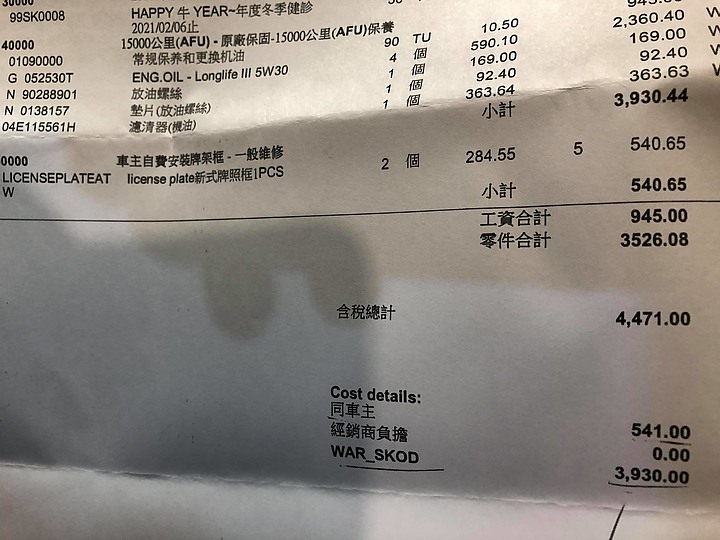 30000
99SK0008 HAPPY 牛 YEAR~年度冬季健診
2021/02/06止
40000 15000公里(AFU) - 原廠保固-15000公里(AFU)保養
01090000 常规保养和更换机油 90 TU 10.50 945.00
G 052530T ENG.OIL - Longlife III 5W30 4 個 590.10 2,360.40
N 90288901 放油螺絲 1 個 169.00 169.00
N 0138157 墊片(放油螺絲) 1 個 92.40 92.40
04E115561H 濾清器(機油) 1 個 363.64 363.63
小計 3,930.44
0000 車主自費安裝牌架框 - 一般維修
LICENSEPLATEAT license plate新式牌照框1PCS 2 個 284.55 5 540.65
W
小計 540.65
工資合計 945.00
零件合計 3526.08
含稅總計 4,471.00
Cost details:
同車主 541.00
經銷商負擔 0.00
WAR_SKOD 3,930.00